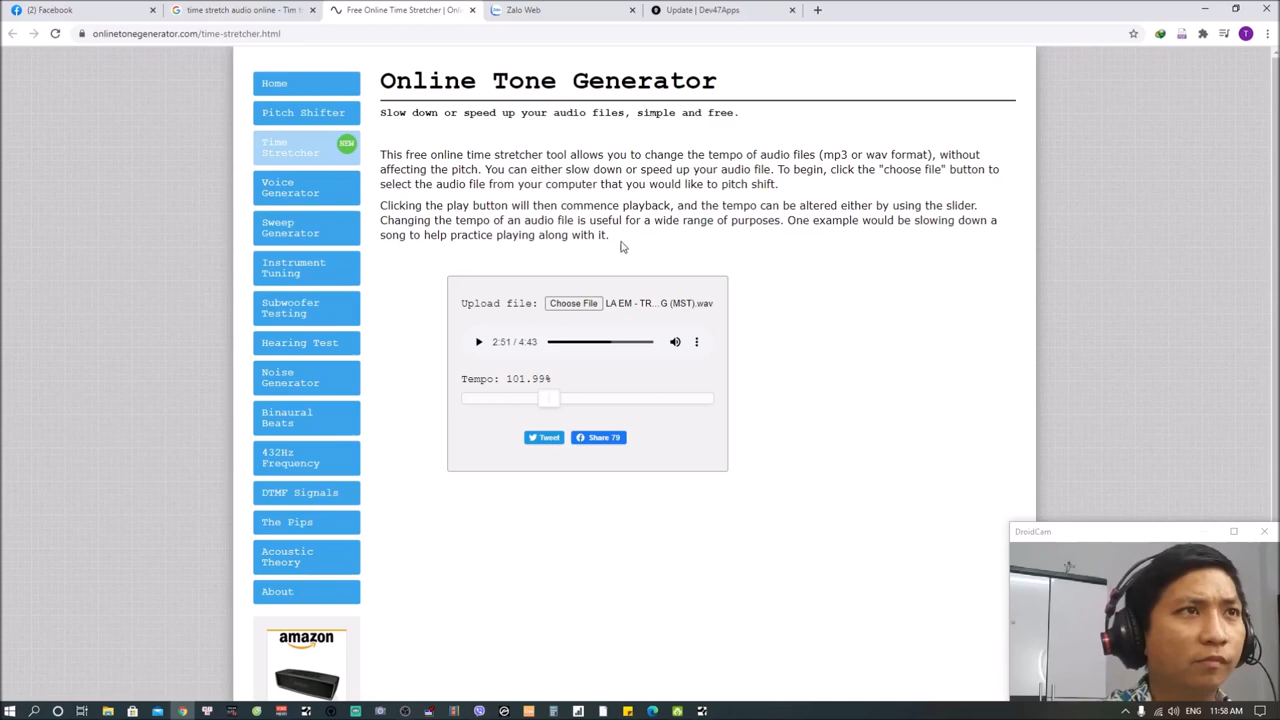 (2) Facebook
time stretch audio online - Tìm t
Free Online Time Stretcher | Onl
Zalo Web
Update | Dev47Apps
onlinetonegenerator.com/time-stretcher.html
T
Online Tone Generator
Slow down or speed up your audio files, simple and free.
Home
Pitch Shifter
Time
Stretcher
NEW
Voice
Generator
Sweep
Generator
Instrument
Tuning
Subwoofer
Testing
Hearing Test
Noise
Generator
Binaural
Beats
432Hz
Frequency
DTMF Signals
The Pips
Acoustic
Theory
About
amazon
This free online time stretcher tool allows you to change the tempo of audio files (mp3 or wav format), without
affecting the pitch. You can either slow down or speed up your audio file. To begin, click the "choose file" button to
select the audio file from your computer that you would like to pitch shift.
Clicking the play button will then commence playback, and the tempo can be altered either by using the slider.
Changing the tempo of an audio file is useful for a wide range of purposes. One example would be slowing down a
song to help practice playing along with it.
Upload file: Choose File LA EM - TR...G (MST).wav
2:51 / 4:43
Tempo: 101.99%
Tweet
Share 79
DroidCam
ENG
11:58 AM